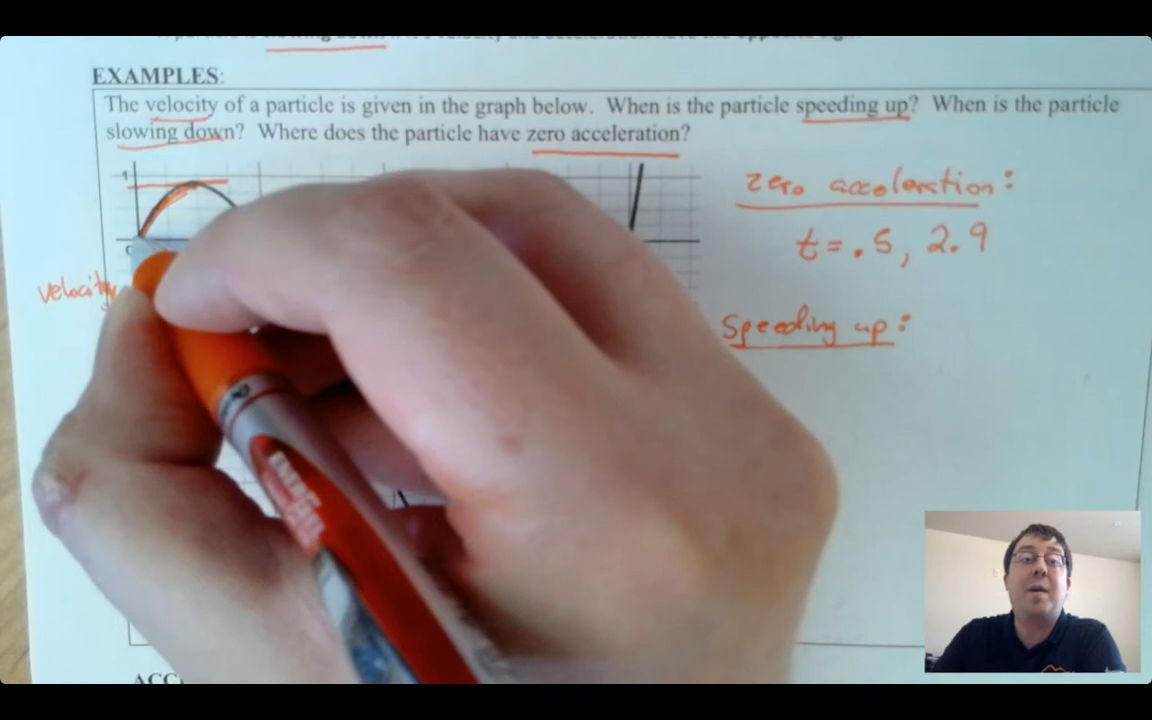 EXAMPLES:
The velocity of a particle is given in the graph below. When is the particle speeding up? When is the particle
slowing down? Where does the particle have zero acceleration?
1
zero acceleration:
t = .5, 2.9
velocity
Speeding up: